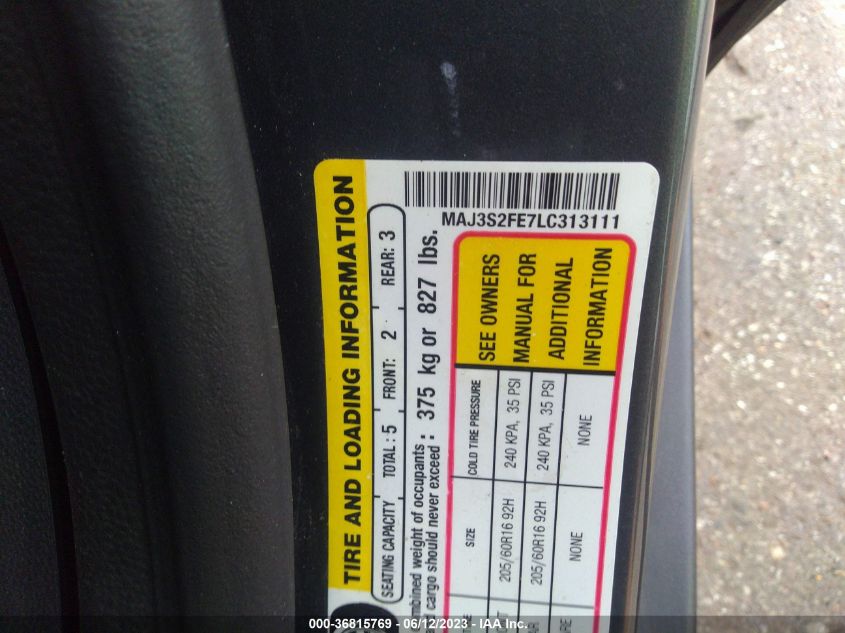 MAJ3S2FE7LC313111
TIRE AND LOADING INFORMATION
SEATING CAPACITY TOTAL : 5 FRONT: 2 REAR: 3
weight of occupants : 375 kg or 827 lbs.
cargo should never exceed
SIZE COLD TIRE PRESSURE
205/60R16 92H 240 KPA, 35 PSI
205/60R16 92H 240 KPA, 35 PSI
NONE NONE
SEE OWNERS
MANUAL FOR
ADDITIONAL
INFORMATION
000-36815769 - 06/12/2023 - IAA Inc.